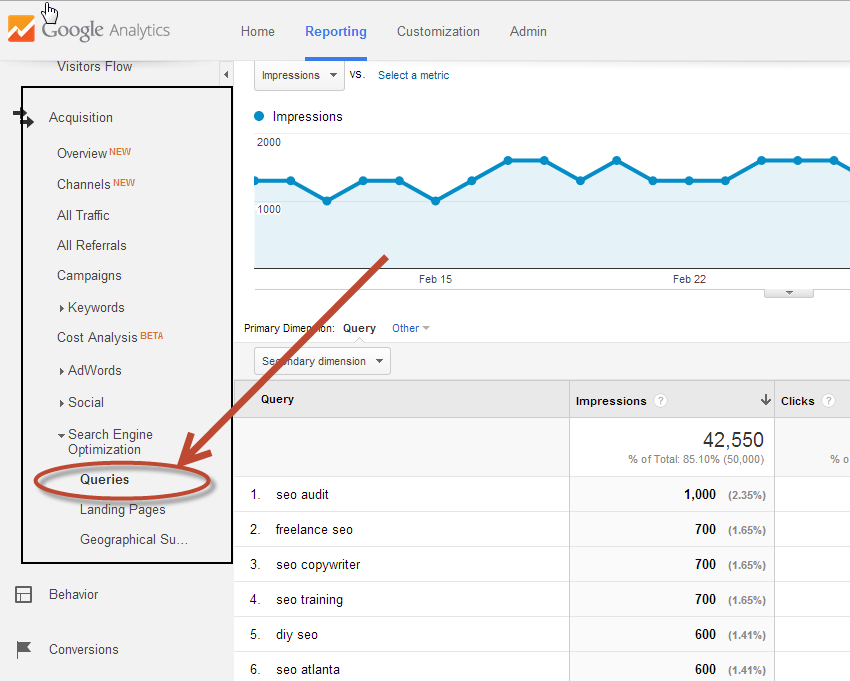 Google Analytics
Home Reporting Customization Admin
Visitors Flow
Acquisition
Overview NEW
Channels NEW
All Traffic
All Referrals
Campaigns
Keywords
Cost Analysis BETA
AdWords
Social
Search Engine
Optimization
Queries
Landing Pages
Geographical Su...
Behavior
Conversions
Impressions VS. Select a metric
Impressions
2000
1000
Feb 15 Feb 22
Primary Dimension: Query Other
Secondary dimension
Query Impressions ? Clicks ?
42,550
% of Total: 85.10% (50,000) % o
1. seo audit 1,000 (2.35%)
2. freelance seo 700 (1.65%)
3. seo copywriter 700 (1.65%)
4. seo training 700 (1.65%)
5. diy seo 600 (1.41%)
6. seo atlanta 600 (1.41%)